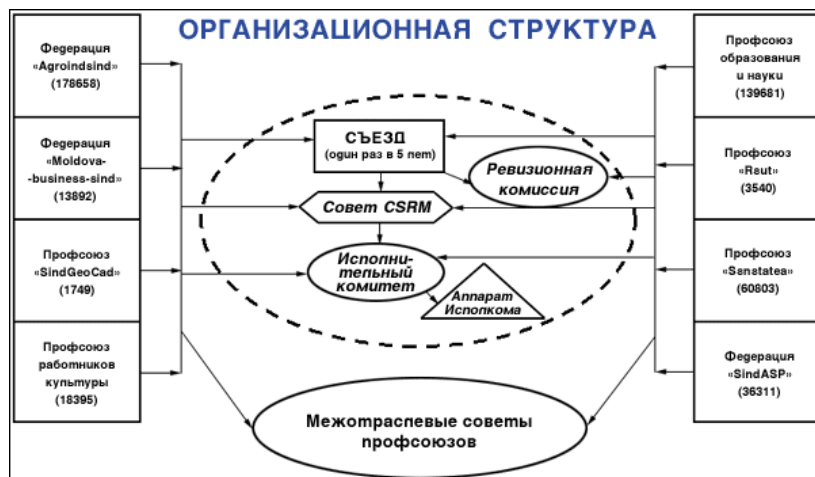 ОРГАНИЗАЦИОННАЯ СТРУКТУРА
Федерация
«Agroindsind»
(178658)
Федерация
«Moldova-
-business-sind»
(13892)
Профсоюз
«SindGeoCad»
(1749)
Профсоюз
работников
культуры
(18395)
СЪЕЗД
(один раз в 5 лет)
Ревизионная
комиссия
Совет CSRM
Исполни-
тельный
комитет
Аппарат
Исполкома
Межотраслевые советы
профсоюзов
Профсоюз
образования
и науки
(139681)
Профсоюз
«Raut»
(3540)
Профсоюз
«Sanatatea»
(60803)
Федерация
«SindASP»
(36311)